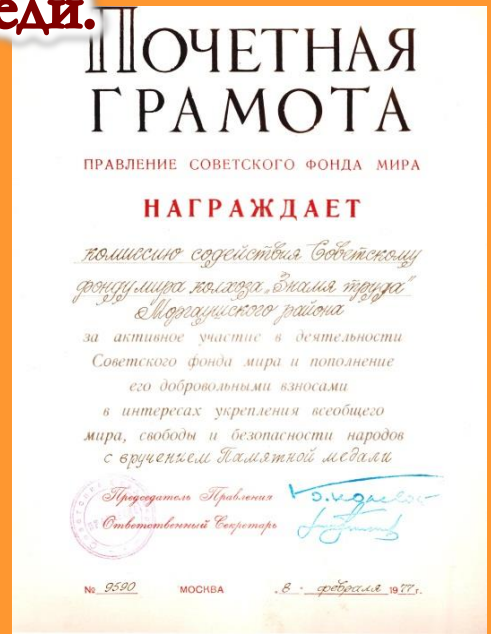 еди.
ПОЧЕТНАЯ
ГРАМОТА
ПРАВЛЕНИЕ СОВЕТСКОГО ФОНДА МИРА
НАГРАЖДАЕТ
комиссию содействия Советскому
фонду мира колхоза „Знамя труда"
Моргаушского района
за активное участие в деятельности
Советского фонда мира и пополнение
его добровольными взносами
в интересах укрепления всеобщего
мира, свободы и безопасности народов
с вручением Памятной медали
Председатель Правления
Ответственный Секретарь
№ 9590 МОСКВА „8 - февраля 1977 г.